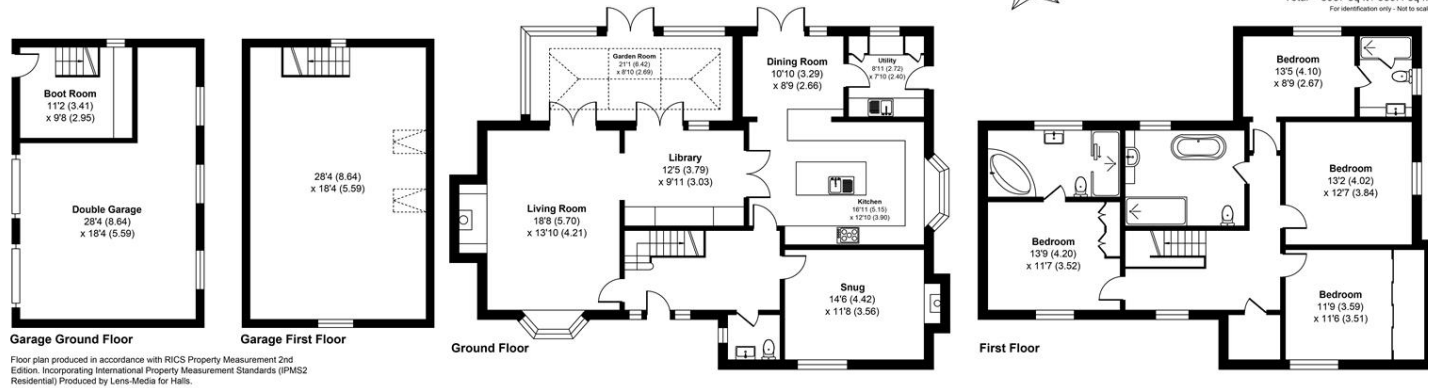 For identification only - Not to scale
Boot Room
11'2 (3.41)
x 9'8 (2.95)
Double Garage
28'4 (8.64)
x 18'4 (5.59)
Garage Ground Floor
28'4 (8.64)
x 18'4 (5.59)
Garage First Floor
Garden Room
21'1 (6.42)
x 8'10 (2.69)
Dining Room
10'10 (3.29)
x 8'9 (2.66)
Utility
8'11 (2.72)
x 7'10 (2.40)
Library
12'5 (3.79)
x 9'11 (3.03)
Living Room
18'8 (5.70)
x 13'10 (4.21)
Kitchen
16'11 (5.15)
x 12'10 (3.90)
Snug
14'6 (4.42)
x 11'8 (3.56)
Ground Floor
Bedroom
13'5 (4.10)
x 8'9 (2.67)
Bedroom
13'2 (4.02)
x 12'7 (3.84)
Bedroom
13'9 (4.20)
x 11'7 (3.52)
Bedroom
11'9 (3.59)
x 11'6 (3.51)
First Floor
Floor plan produced in accordance with RICS Property Measurement 2nd
Edition. Incorporating International Property Measurement Standards (IPMS2
Residential) Produced by Lens-Media for Halls.